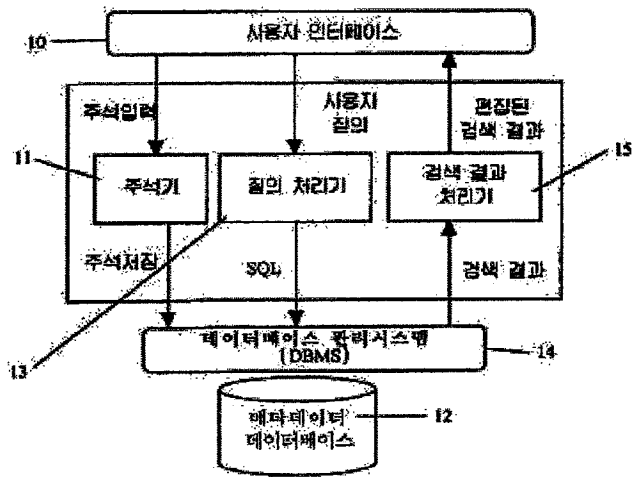 사용자 인터페이스
10
주석입력
사용자
질의
편집된
검색 결과
11
주석기
질의 처리기
검색 결과
처리기
15
주석저장
SQL
검색 결과
데이터베이스 관리시스템
(DBMS)
13
14
메타데이터
데이터베이스
12